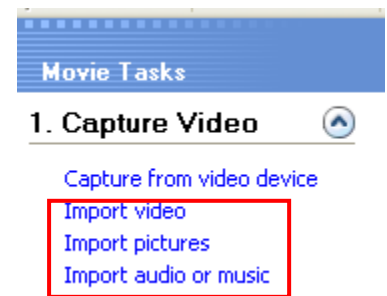 Movie Tasks
1. Capture Video
Capture from video device
Import video
Import pictures
Import audio or music